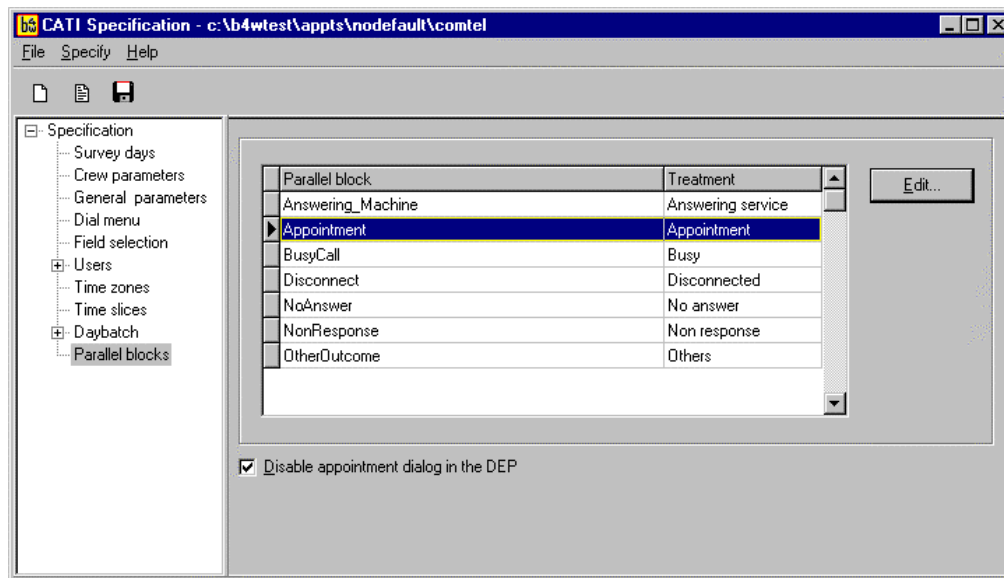 CATI Specification - c:\b4wtest\appts\nodefault\comtel
File Specify Help
Specification
Survey days
Crew parameters
General parameters
Dial menu
Field selection
Users
Time zones
Time slices
Daybatch
Parallel blocks
Parallel block Treatment
Answering_Machine Answering service
Appointment Appointment
BusyCall Busy
Disconnect Disconnected
NoAnswer No answer
NonResponse Non response
OtherOutcome Others
Edit...
Disable appointment dialog in the DEP